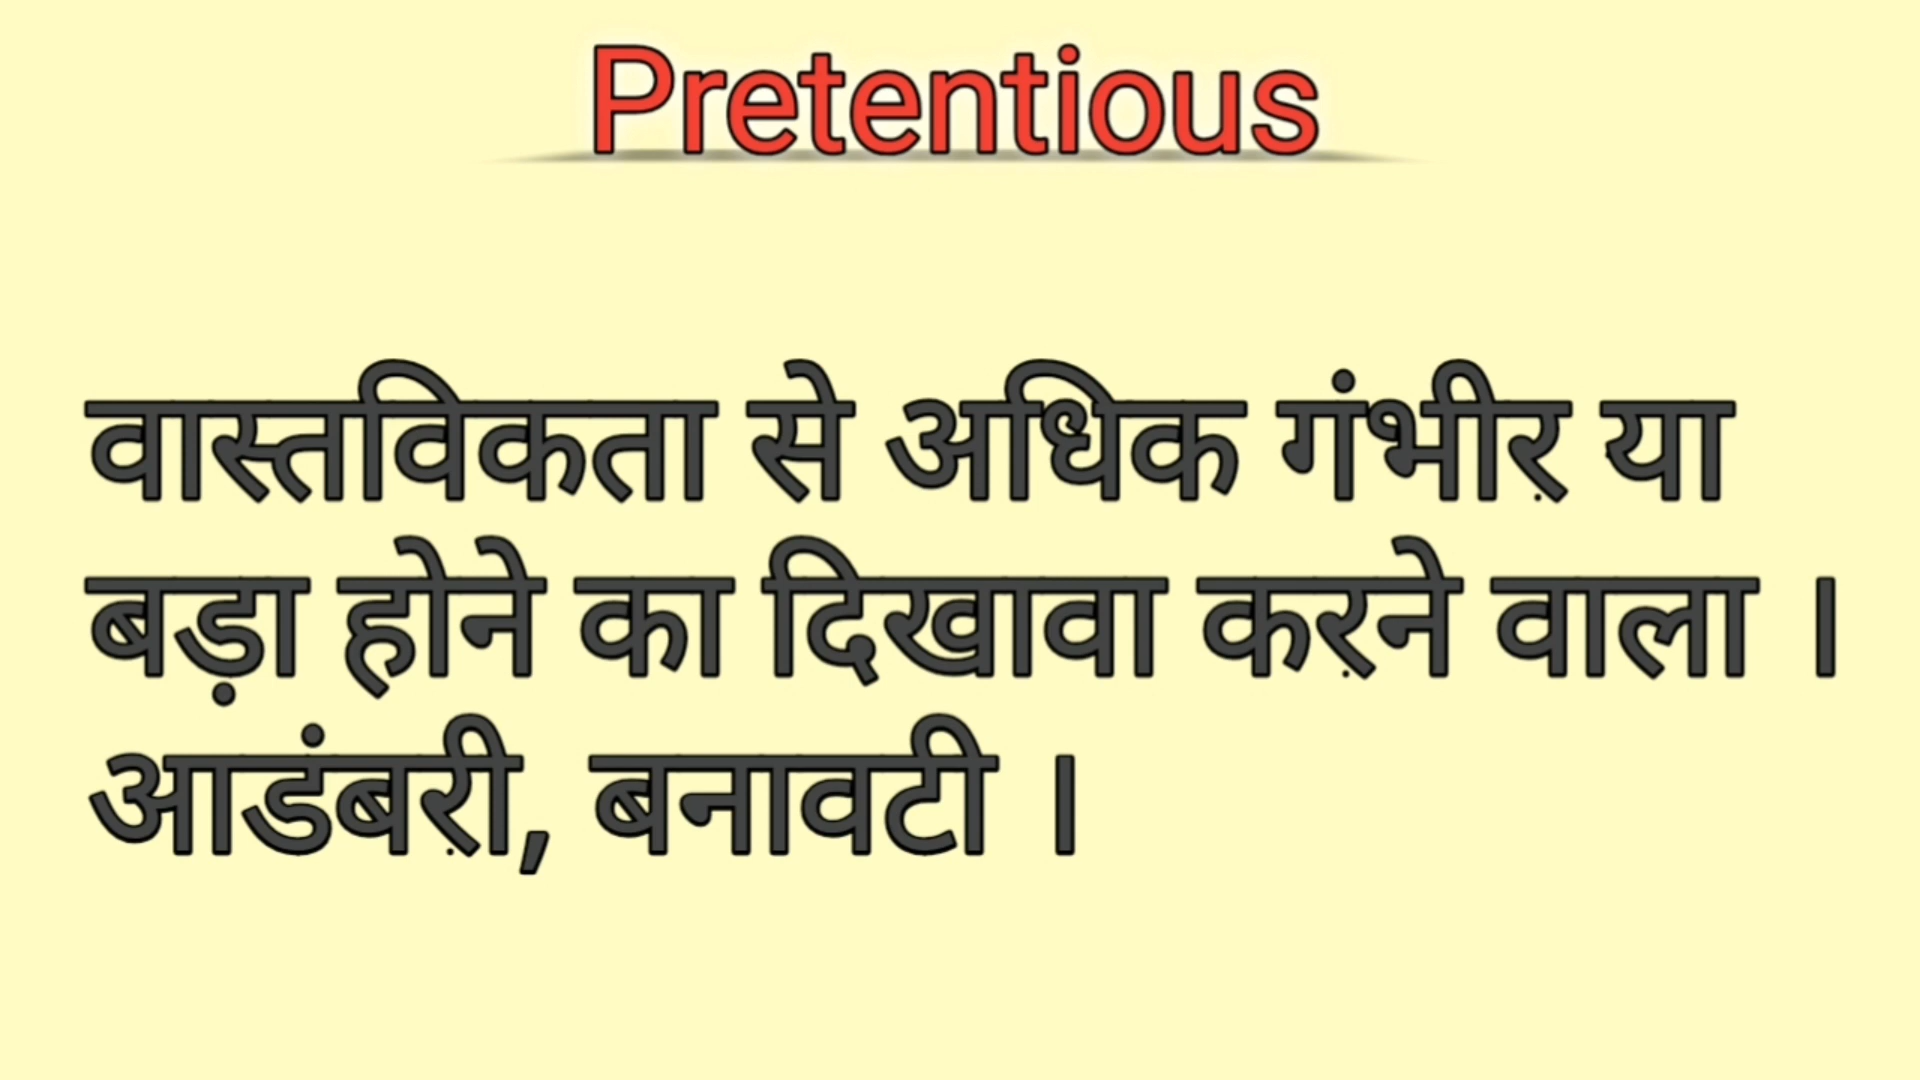 Pretentious
वास्तविकता से अधिक गंभीर या
बड़ा होने का दिखावा करने वाला ।
आडंबरी, बनावटी ।